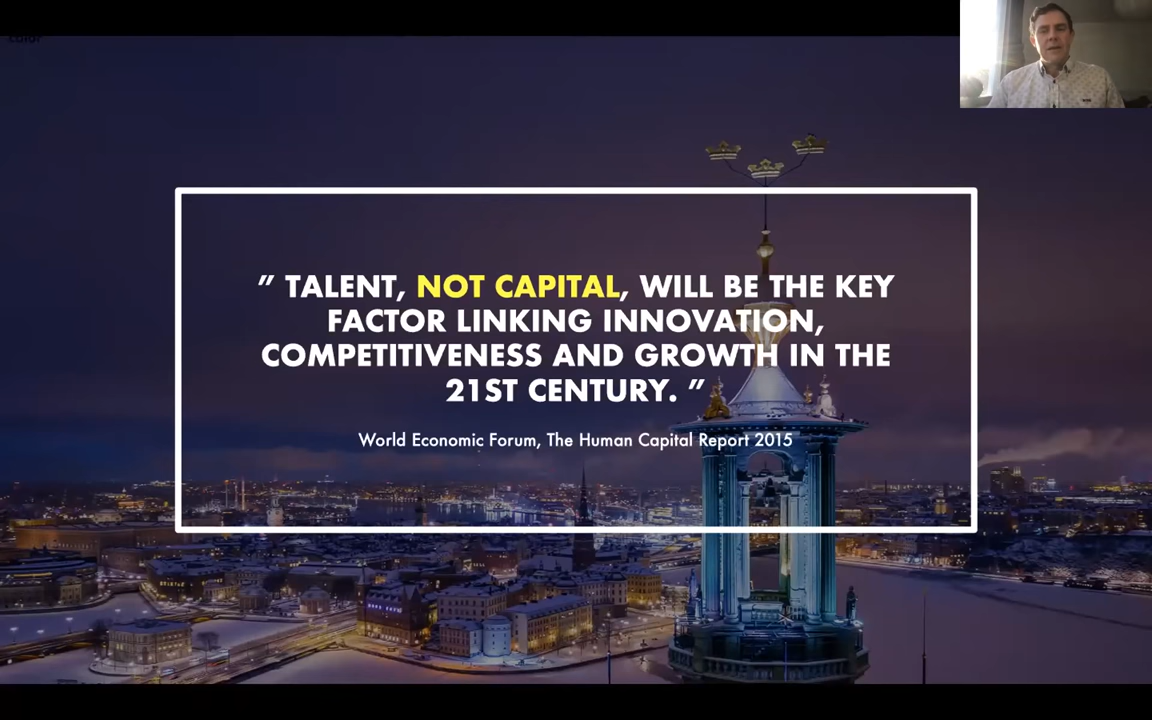 ” TALENT, NOT CAPITAL, WILL BE THE KEY
FACTOR LINKING INNOVATION,
COMPETITIVENESS AND GROWTH IN THE
21ST CENTURY. ”
World Economic Forum, The Human Capital Report 2015